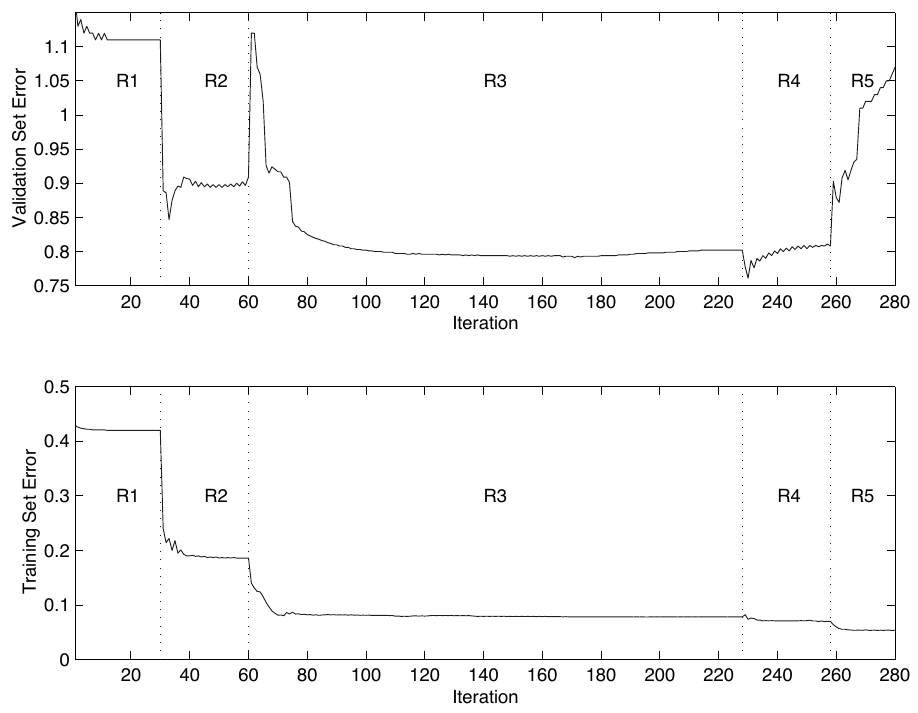 1.1
1.05
1
0.95
0.9
0.85
0.8
0.75
Validation Set Error
R1 R2 R3 R4 R5
20 40 60 80 100 120 140 160 180 200 220 240 260 280
Iteration
0.5
0.4
0.3
0.2
0.1
0
Training Set Error
R1 R2 R3 R4 R5
20 40 60 80 100 120 140 160 180 200 220 240 260 280
Iteration